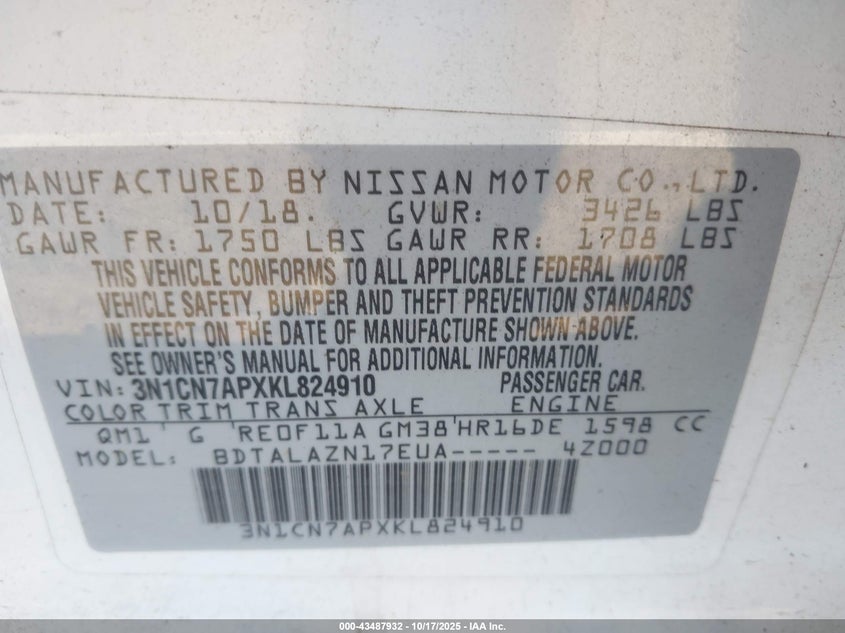 MANUFACTURED BY NISSAN MOTOR CO.,LTD.
DATE: 10/18. GVWR: 3426 LBS
GAWR FR: 1750 LBS GAWR RR: 1708 LBS
THIS VEHICLE CONFORMS TO ALL APPLICABLE FEDERAL MOTOR
VEHICLE SAFETY, BUMPER AND THEFT PREVENTION STANDARDS
IN EFFECT ON THE DATE OF MANUFACTURE SHOWN ABOVE.
SEE OWNER'S MANUAL FOR ADDITIONAL INFORMATION.
VIN: 3N1CN7APXKL824910 PASSENGER CAR.
COLOR TRIM TRANS AXLE ENGINE
QM1 G RE0F11A GM38 HR16DE 1598 CC
MODEL: BDTALAZN17EUA----- 4Z000
3N1CN7APXKL824910
000-43487932 - 10/17/2025 - IAA Inc.